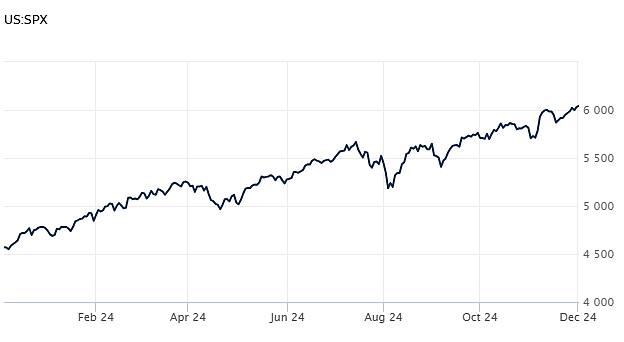 US:SPX
6 000
5 500
5 000
4 500
4 000
Feb 24
Apr 24
Jun 24
Aug 24
Oct 24
Dec 24